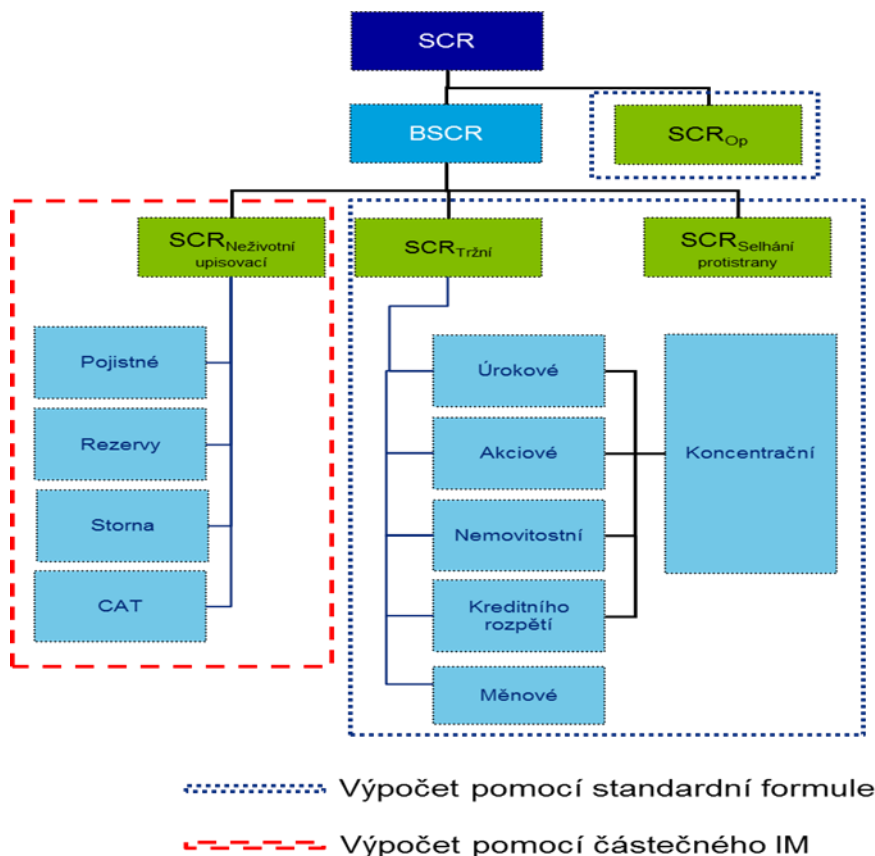 SCR
BSCR
SCROp
SCRNeživotní
upisovací
SCRTržní
SCRSelhání
protistrany
Pojistné
Rezervy
Storna
CAT
Úrokové
Akciové
Nemovitostní
Kreditního
rozpětí
Měnové
Koncentrační
Výpočet pomocí standardní formule
Výpočet pomocí částečného IM